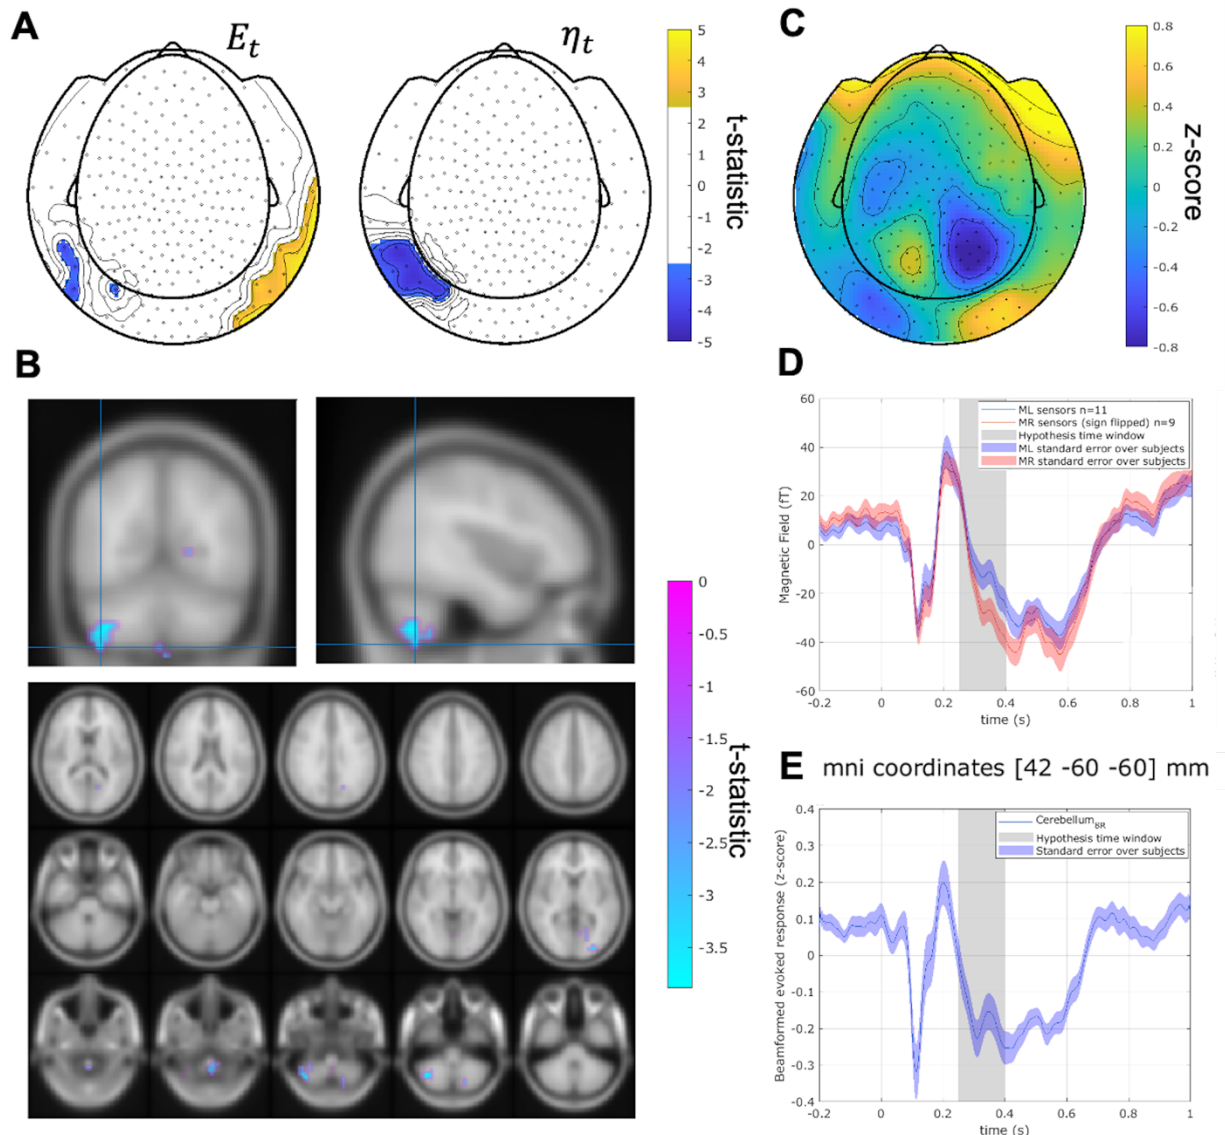 A
E_t
η_t
5
4
3
2
1
0
-1
-2
-3
-4
-5
t-statistic
C
0.8
0.6
0.4
0.2
0
-0.2
-0.4
-0.6
-0.8
z-score
B
0
-0.5
-1
-1.5
-2
-2.5
-3
-3.5
t-statistic
D
60
40
20
0
-20
-40
-60
Magnetic Field (fT)
ML sensors n=11
MR sensors (sign flipped) n=9
Hypothesis time window
ML standard error over subjects
MR standard error over subjects
-0.2 0 0.2 0.4 0.6 0.8 1
time (s)
E mni coordinates [42 -60 -60] mm
0.4
0.3
0.2
0.1
0
-0.1
-0.2
-0.3
-0.4
Beamformed evoked response (z-score)
Cerebellum_BR
Hypothesis time window
Standard error over subjects
-0.2 0 0.2 0.4 0.6 0.8 1
time (s)